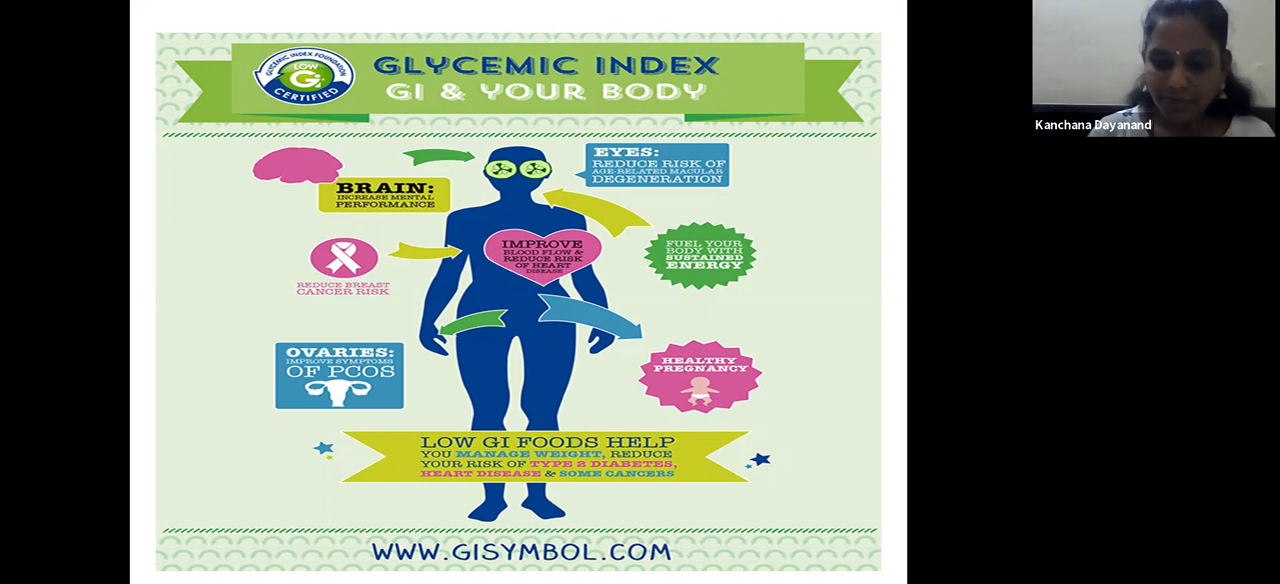 GLYCEMIC INDEX FOUNDATION
LOW
Gi
CERTIFIED
GLYCEMIC INDEX
GI & YOUR BODY
Kanchana Dayanand
EYES:
REDUCE RISK OF
AGE-RELATED MACULAR
DEGENERATION
BRAIN:
INCREASE MENTAL
PERFORMANCE
IMPROVE
BLOOD FLOW &
REDUCE RISK
OF HEART
DISEASE
FUEL YOUR
BODY WITH
SUSTAINED
ENERGY
REDUCE BREAST
CANCER RISK
OVARIES:
IMPROVE SYMPTOMS
OF PCOS
HEALTHY
PREGNANCY
LOW GI FOODS HELP
YOU MANAGE WEIGHT, REDUCE
YOUR RISK OF TYPE 2 DIABETES,
HEART DISEASE & SOME CANCERS
WWW.GISYMBOL.COM